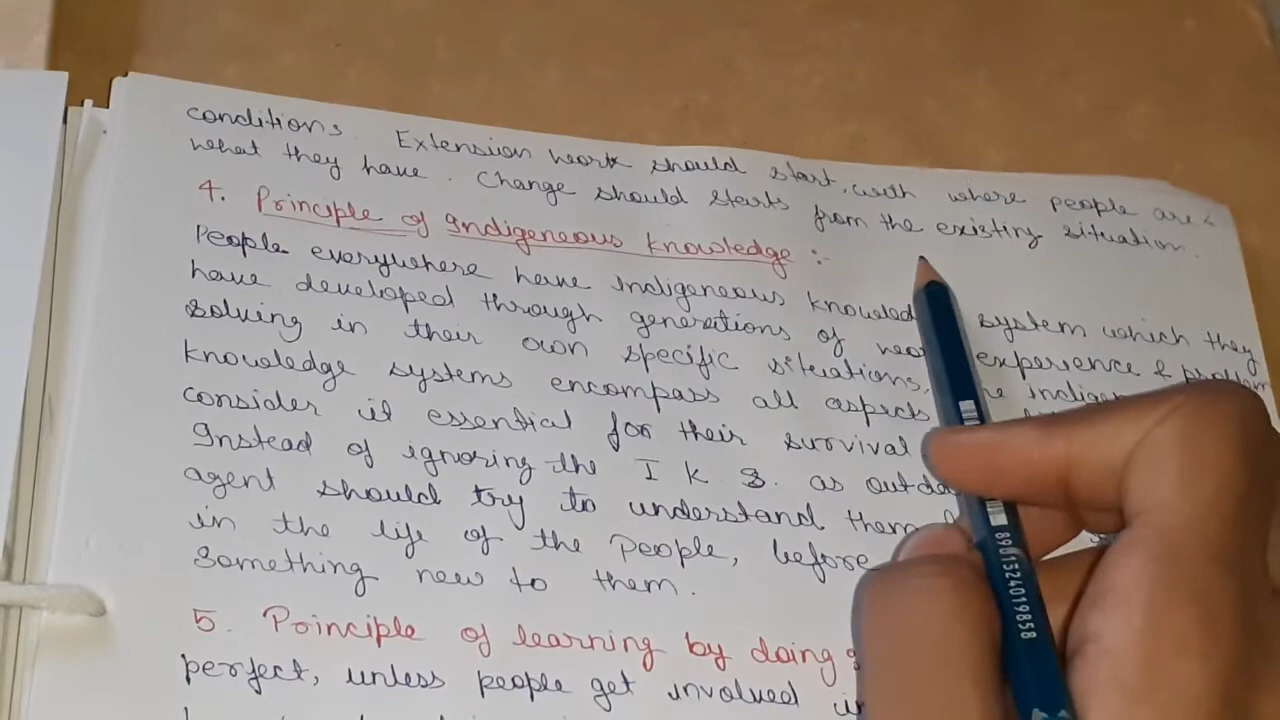 conditions. Extension work should start, with where people are &
what they have. Change should starts from the existing situation.
4. Principle of Indigeneous Knowledge :-
People everywhere have Indigeneous knowled system which they
have developed through generations of experience & problem
solving in their own specific situations,
knowledge systems encompass all aspects
consider it essential for their survival
Instead of ignoring the I K S. as
agent should try to understand them
in the life of the people, before
something new to them.
5. Principle of learning by doing
perfect, unless people get involved
8901324019858